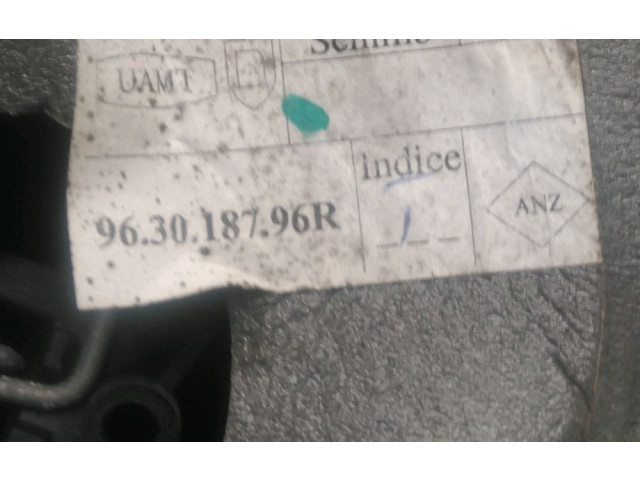 UAMT
indice
96.30.187.96R
1
ANZ